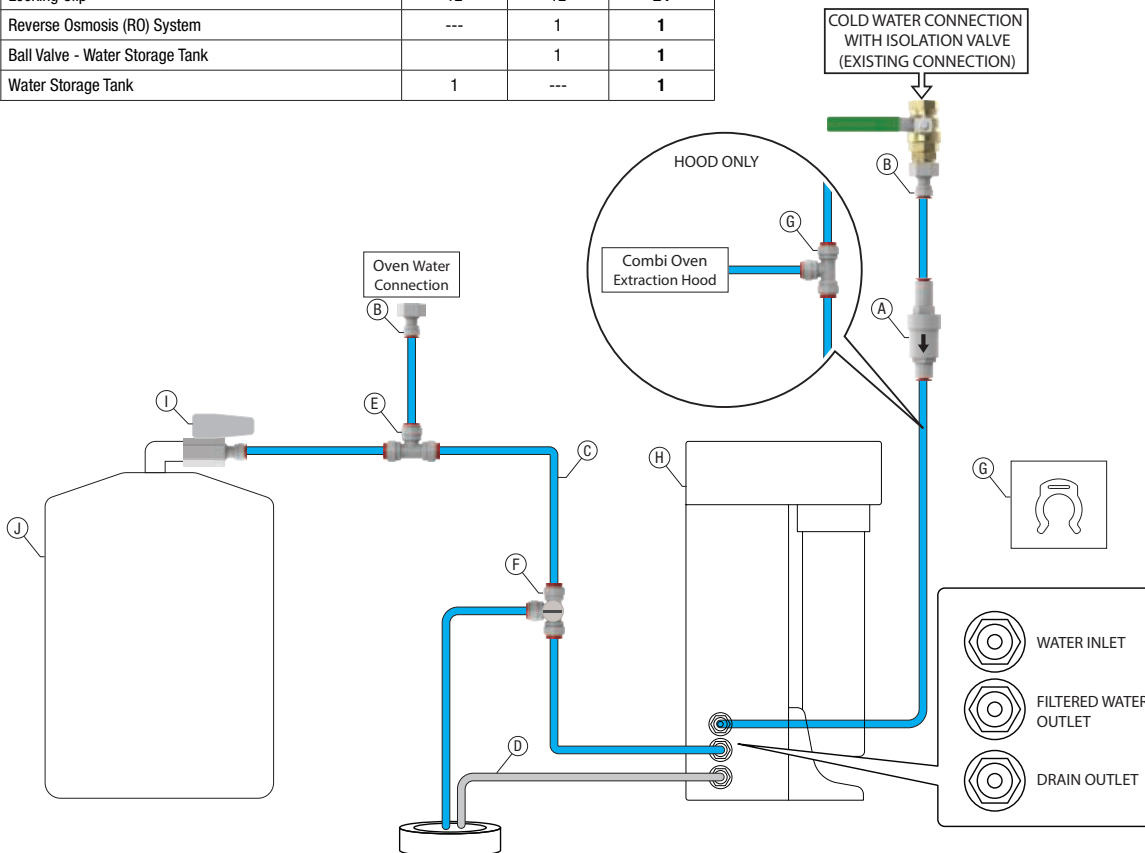 Reverse Osmosis (RO) System --- 1 1
Ball Valve - Water Storage Tank 1 1
Water Storage Tank 1 --- 1
COLD WATER CONNECTION
WITH ISOLATION VALVE
(EXISTING CONNECTION)
HOOD ONLY
B
G
Combi Oven
Extraction Hood
Oven Water
Connection
B
A
I
E
C
H
G
J
F
WATER INLET
FILTERED WATER
OUTLET
D
DRAIN OUTLET